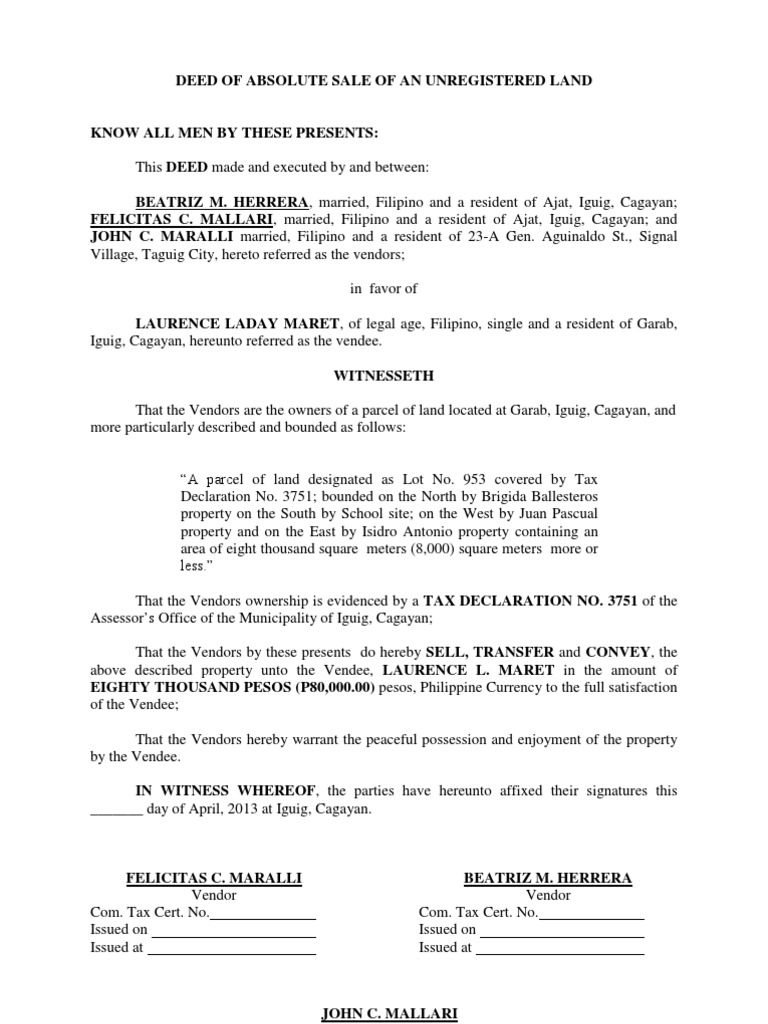 DEED OF ABSOLUTE SALE OF AN UNREGISTERED LAND
KNOW ALL MEN BY THESE PRESENTS:
This DEED made and executed by and between:
BEATRIZ M. HERRERA, married, Filipino and a resident of Ajat, Iguig, Cagayan;
FELICITAS C. MALLARI, married, Filipino and a resident of Ajat, Iguig, Cagayan; and
JOHN C. MARALLI married, Filipino and a resident of 23-A Gen. Aguinaldo St., Signal
Village, Taguig City, hereto referred as the vendors;
in favor of
LAURENCE LADAY MARET, of legal age, Filipino, single and a resident of Garab,
Iguig, Cagayan, hereunto referred as the vendee.
WITNESSETH
That the Vendors are the owners of a parcel of land located at Garab, Iguig, Cagayan, and
more particularly described and bounded as follows:
“A parcel of land designated as Lot No. 953 covered by Tax
Declaration No. 3751; bounded on the North by Brigida Ballesteros
property on the South by School site; on the West by Juan Pascual
property and on the East by Isidro Antonio property containing an
area of eight thousand square meters (8,000) square meters more or
less.”
That the Vendors ownership is evidenced by a TAX DECLARATION NO. 3751 of the
Assessor’s Office of the Municipality of Iguig, Cagayan;
That the Vendors by these presents do hereby SELL, TRANSFER and CONVEY, the
above described property unto the Vendee, LAURENCE L. MARET in the amount of
EIGHTY THOUSAND PESOS (P80,000.00) pesos, Philippine Currency to the full satisfaction
of the Vendee;
That the Vendors hereby warrant the peaceful possession and enjoyment of the property
by the Vendee.
IN WITNESS WHEREOF, the parties have hereunto affixed their signatures this
_______ day of April, 2013 at Iguig, Cagayan.
FELICITAS C. MARALLI BEATRIZ M. HERRERA
Vendor Vendor
Com. Tax Cert. No.______________ Com. Tax Cert. No.______________
Issued on ______________________ Issued on ______________________
Issued at ______________________ Issued at ______________________
JOHN C. MALLARI